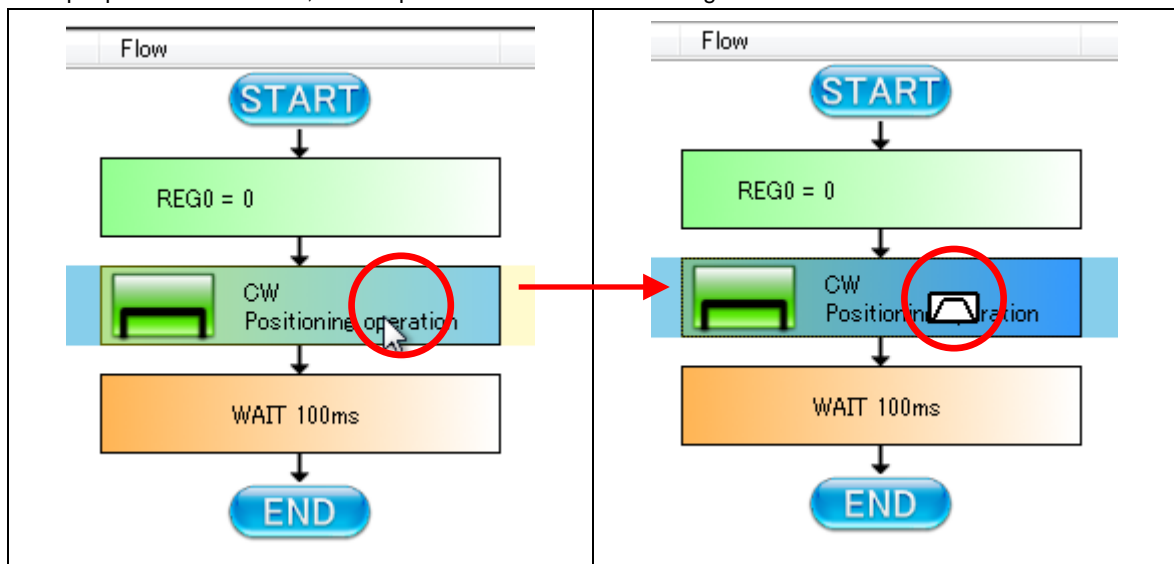 Flow
START
REG0 = 0
CW
Positioning operation
WAIT 100ms
END
Flow
START
REG0 = 0
CW
Positioning ration
WAIT 100ms
END